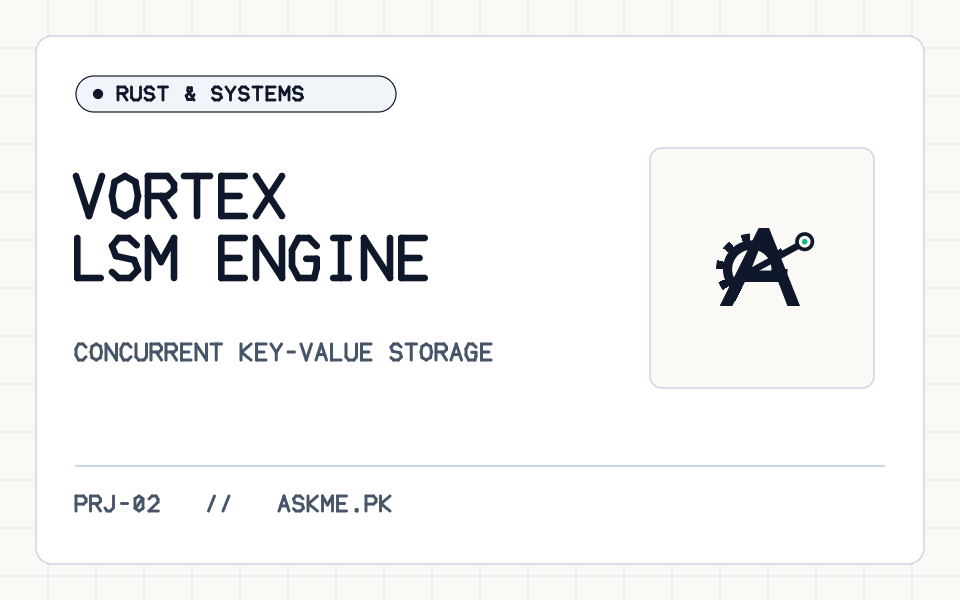 RUST & SYSTEMS
VORTEX
LSM ENGINE
CONCURRENT KEY-VALUE STORAGE
PRJ-02 // ASKME.PK